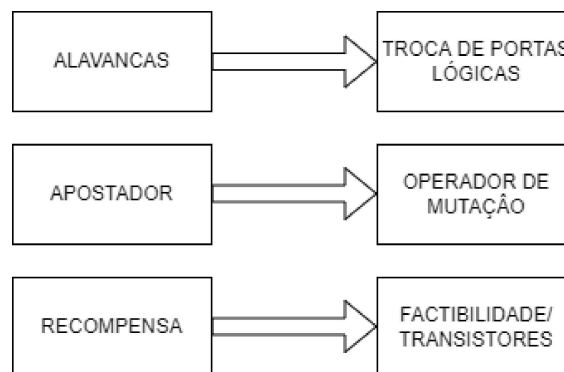 ALAVANCAS
TROCA DE PORTAS
LÓGICAS
APOSTADOR
OPERADOR DE
MUTAÇÂO
RECOMPENSA
FACTIBILIDADE/
TRANSISTORES